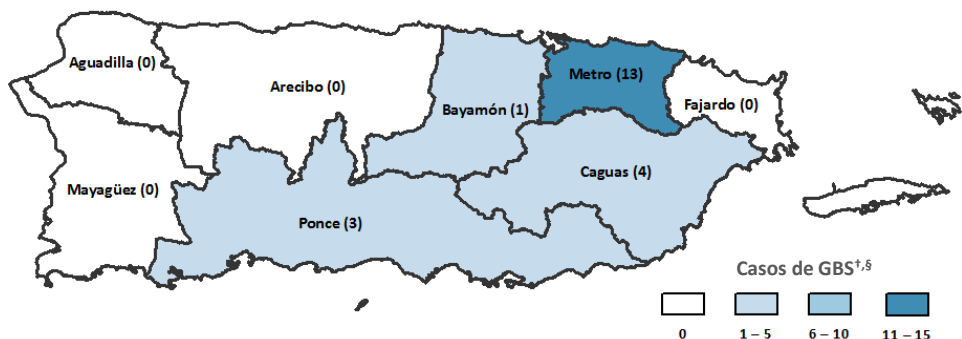 Aguadilla (0)
Arecibo (0)
Metro (13)
Bayamón (1)
Fajardo (0)
Mayagüez (0)
Caguas (4)
Ponce (3)
Casos de GBS†,§
0
1 – 5
6 – 10
11 – 15